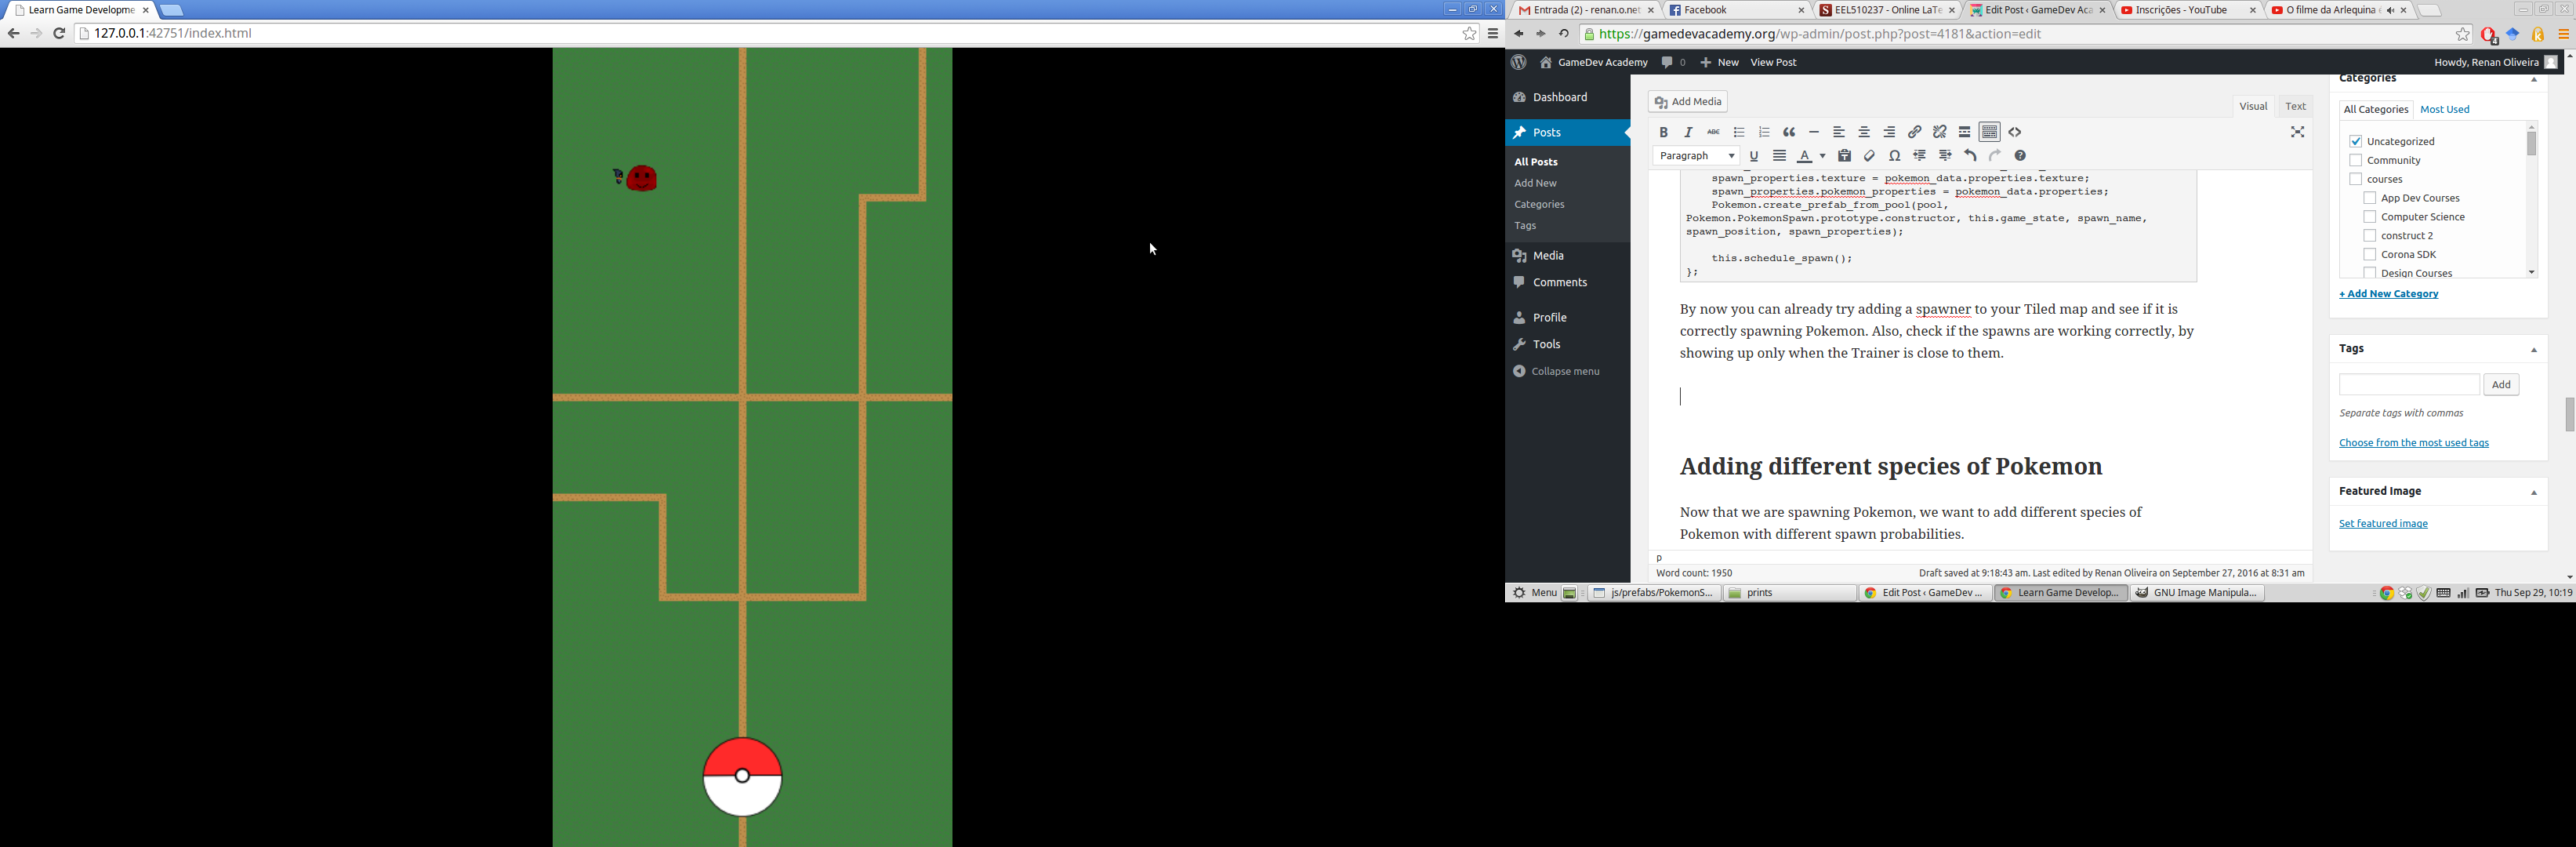 Learn Game Developme
127.0.0.1:42751/index.html
Entrada (2) - renan.o.net
Facebook
EEL510237 - Online LaTe
Edit Post ‹ GameDev Aca
Inscrições - YouTube
O filme da Arlequina
https://gamedevacademy.org/wp-admin/post.php?post=4181&action=edit
4
GameDev Academy
0
New
View Post
Howdy, Renan Oliveira
Dashboard
Posts
All Posts
Add New
Categories
Tags
Media
Comments
Profile
Tools
Collapse menu
Add Media
Visual
Text
B I ABC
Paragraph
U A Ω
spawn_properties.texture = pokemon_data.properties.texture;
spawn_properties.pokemon_properties = pokemon_data.properties;
Pokemon.create_prefab_from_pool(pool,
Pokemon.PokemonSpawn.prototype.constructor, this.game_state, spawn_name,
spawn_position, spawn_properties);
this.schedule_spawn();
};
By now you can already try adding a spawner to your Tiled map and see if it is
correctly spawning Pokemon. Also, check if the spawns are working correctly, by
showing up only when the Trainer is close to them.
Adding different species of Pokemon
Now that we are spawning Pokemon, we want to add different species of
Pokemon with different spawn probabilities.
p
Word count: 1950
Draft saved at 9:18:43 am. Last edited by Renan Oliveira on September 27, 2016 at 8:31 am
Categories
All Categories
Most Used
Uncategorized
Community
courses
App Dev Courses
Computer Science
construct 2
Corona SDK
Design Courses
+ Add New Category
Tags
Add
Separate tags with commas
Choose from the most used tags
Featured Image
Set featured image
Menu
js/prefabs/PokemonS...
prints
Edit Post ‹ GameDev ...
Learn Game Develop...
GNU Image Manipula...
Thu Sep 29, 10:19